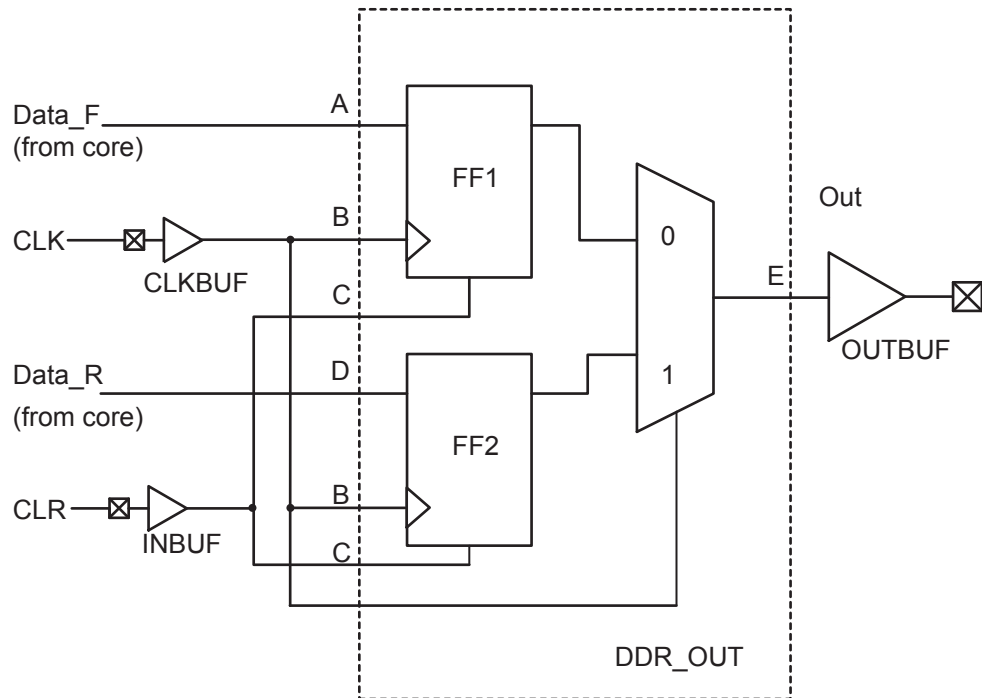 Data_F
(from core)
A
FF1
CLK
CLKBUF
B
C
0
Out
E
OUTBUF
Data_R
(from core)
D
1
FF2
CLR
INBUF
B
C
DDR_OUT